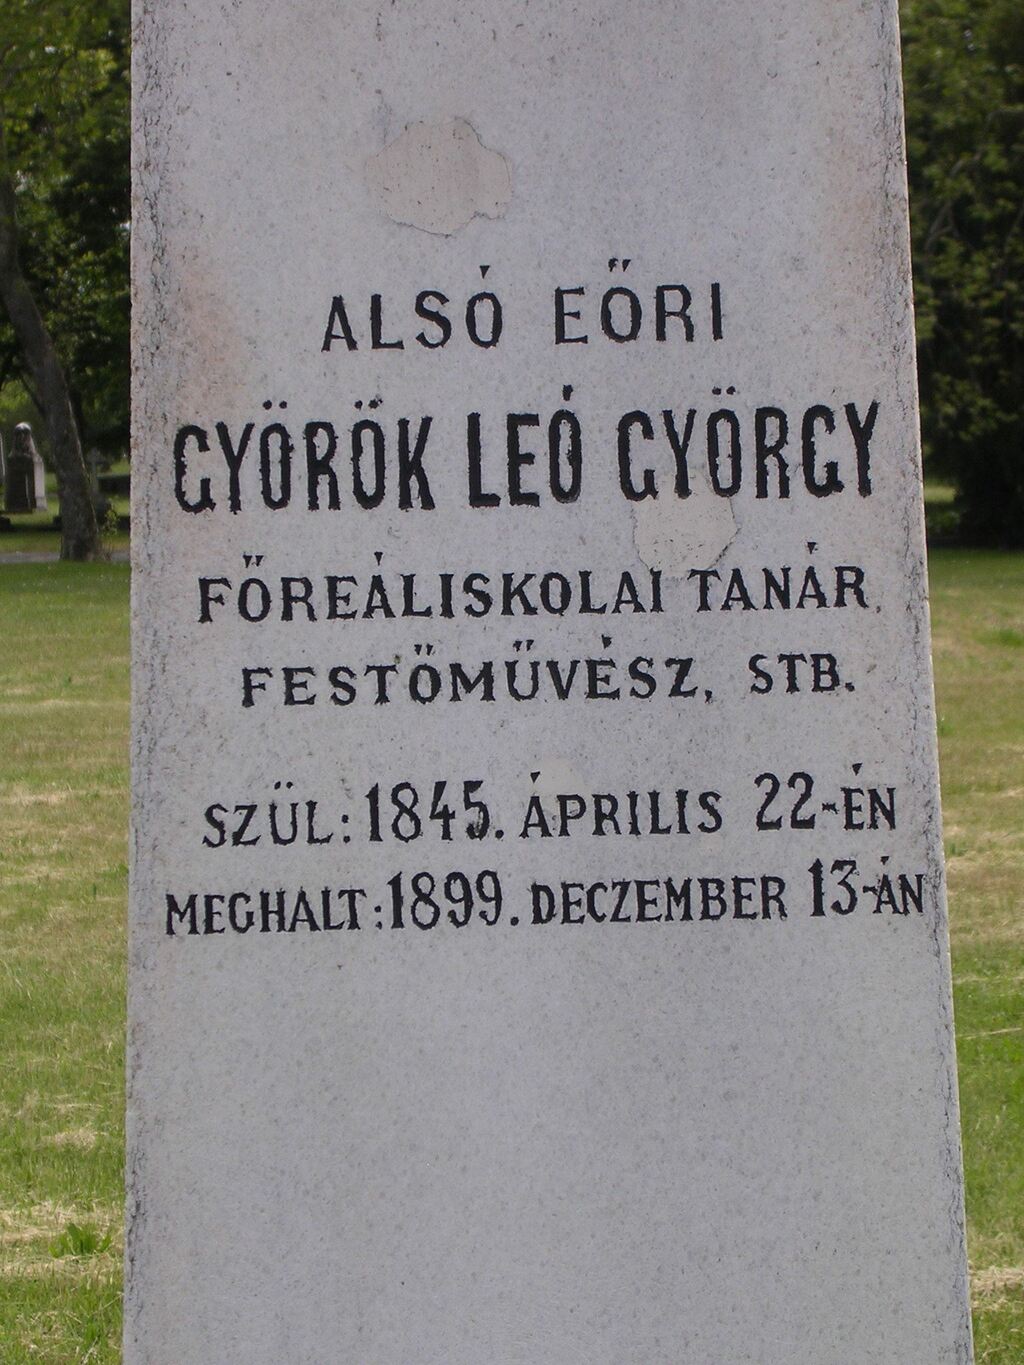 ALSÓ EŐRI
GYÖRÖK LEÓ GYÖRGY
FŐREÁLISKOLAI TANÁR,
FESTŐMŰVÉSZ, STB.
SZÜL: 1845. ÁPRILIS 22-ÉN
MEGHALT: 1899. DECZEMBER 13-ÁN